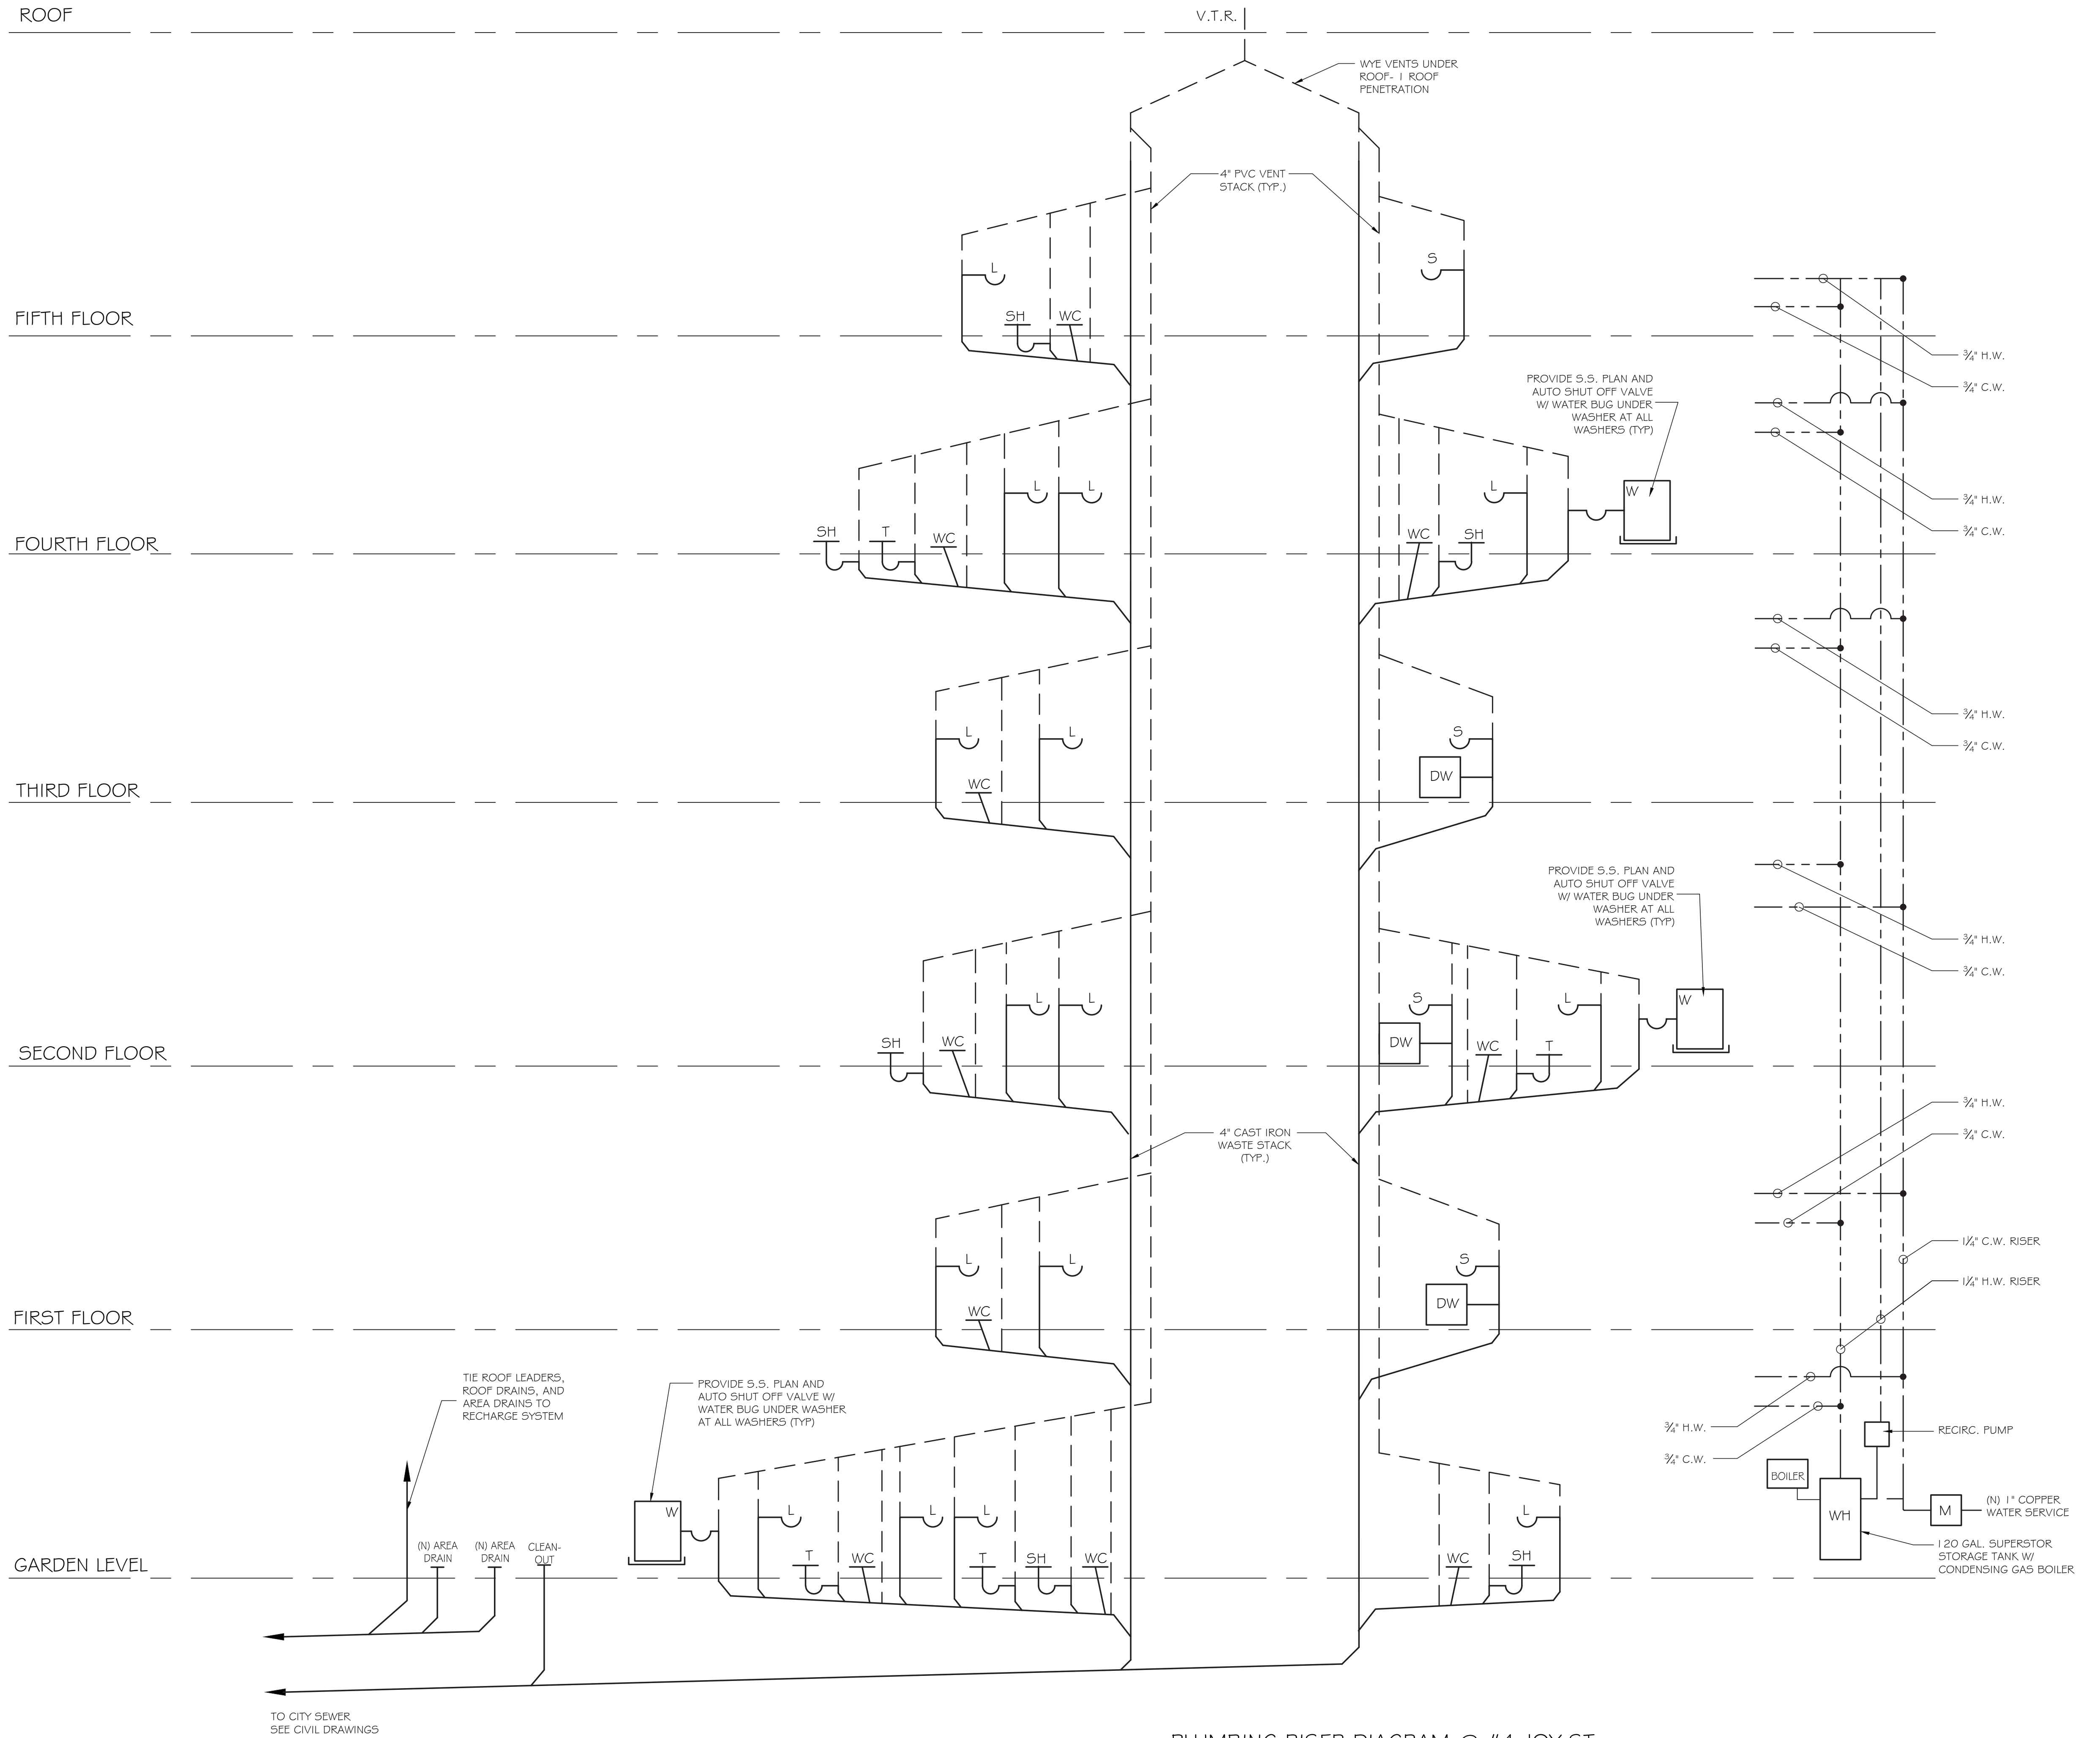 ROOF
V.T.R.
WYE VENTS UNDER
ROOF- 1 ROOF
PENETRATION
4" PVC VENT
STACK (TYP.)
L
S
SH
WC
FIFTH FLOOR
¾" H.W.
¾" C.W.
PROVIDE S.S. PLAN AND
AUTO SHUT OFF VALVE
W/ WATER BUG UNDER
WASHER AT ALL
WASHERS (TYP)
L
L
L
W
SH
T
WC
WC
SH
FOURTH FLOOR
¾" H.W.
¾" C.W.
L
L
S
WC
DW
THIRD FLOOR
¾" H.W.
¾" C.W.
PROVIDE S.S. PLAN AND
AUTO SHUT OFF VALVE
W/ WATER BUG UNDER
WASHER AT ALL
WASHERS (TYP)
¾" H.W.
¾" C.W.
L
L
S
L
W
SH
WC
DW
WC
T
SECOND FLOOR
4" CAST IRON
WASTE STACK
(TYP.)
¾" H.W.
¾" C.W.
1¼" C.W. RISER
1¼" H.W. RISER
L
L
S
WC
DW
FIRST FLOOR
TIE ROOF LEADERS,
ROOF DRAINS, AND
AREA DRAINS TO
RECHARGE SYSTEM
PROVIDE S.S. PLAN AND
AUTO SHUT OFF VALVE W/
WATER BUG UNDER WASHER
AT ALL WASHERS (TYP)
¾" H.W.
¾" C.W.
RECIRC. PUMP
BOILER
WH
M
(N) 1" COPPER
WATER SERVICE
120 GAL. SUPERSTOR
STORAGE TANK W/
CONDENSING GAS BOILER
W
L
L
L
L
(N) AREA
DRAIN
(N) AREA
DRAIN
CLEAN-
OUT
T
WC
T
SH
WC
WC
SH
GARDEN LEVEL
TO CITY SEWER
SEE CIVIL DRAWINGS
PLUMBING RISER DIAGRAM @ #4 JOY ST